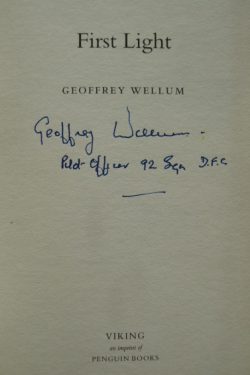 First Light
GEOFFREY WELLUM
Geoffrey Wellum.
Pilot Officer 92 Sqn D.F.C
VIKING
an imprint of
PENGUIN BOOKS